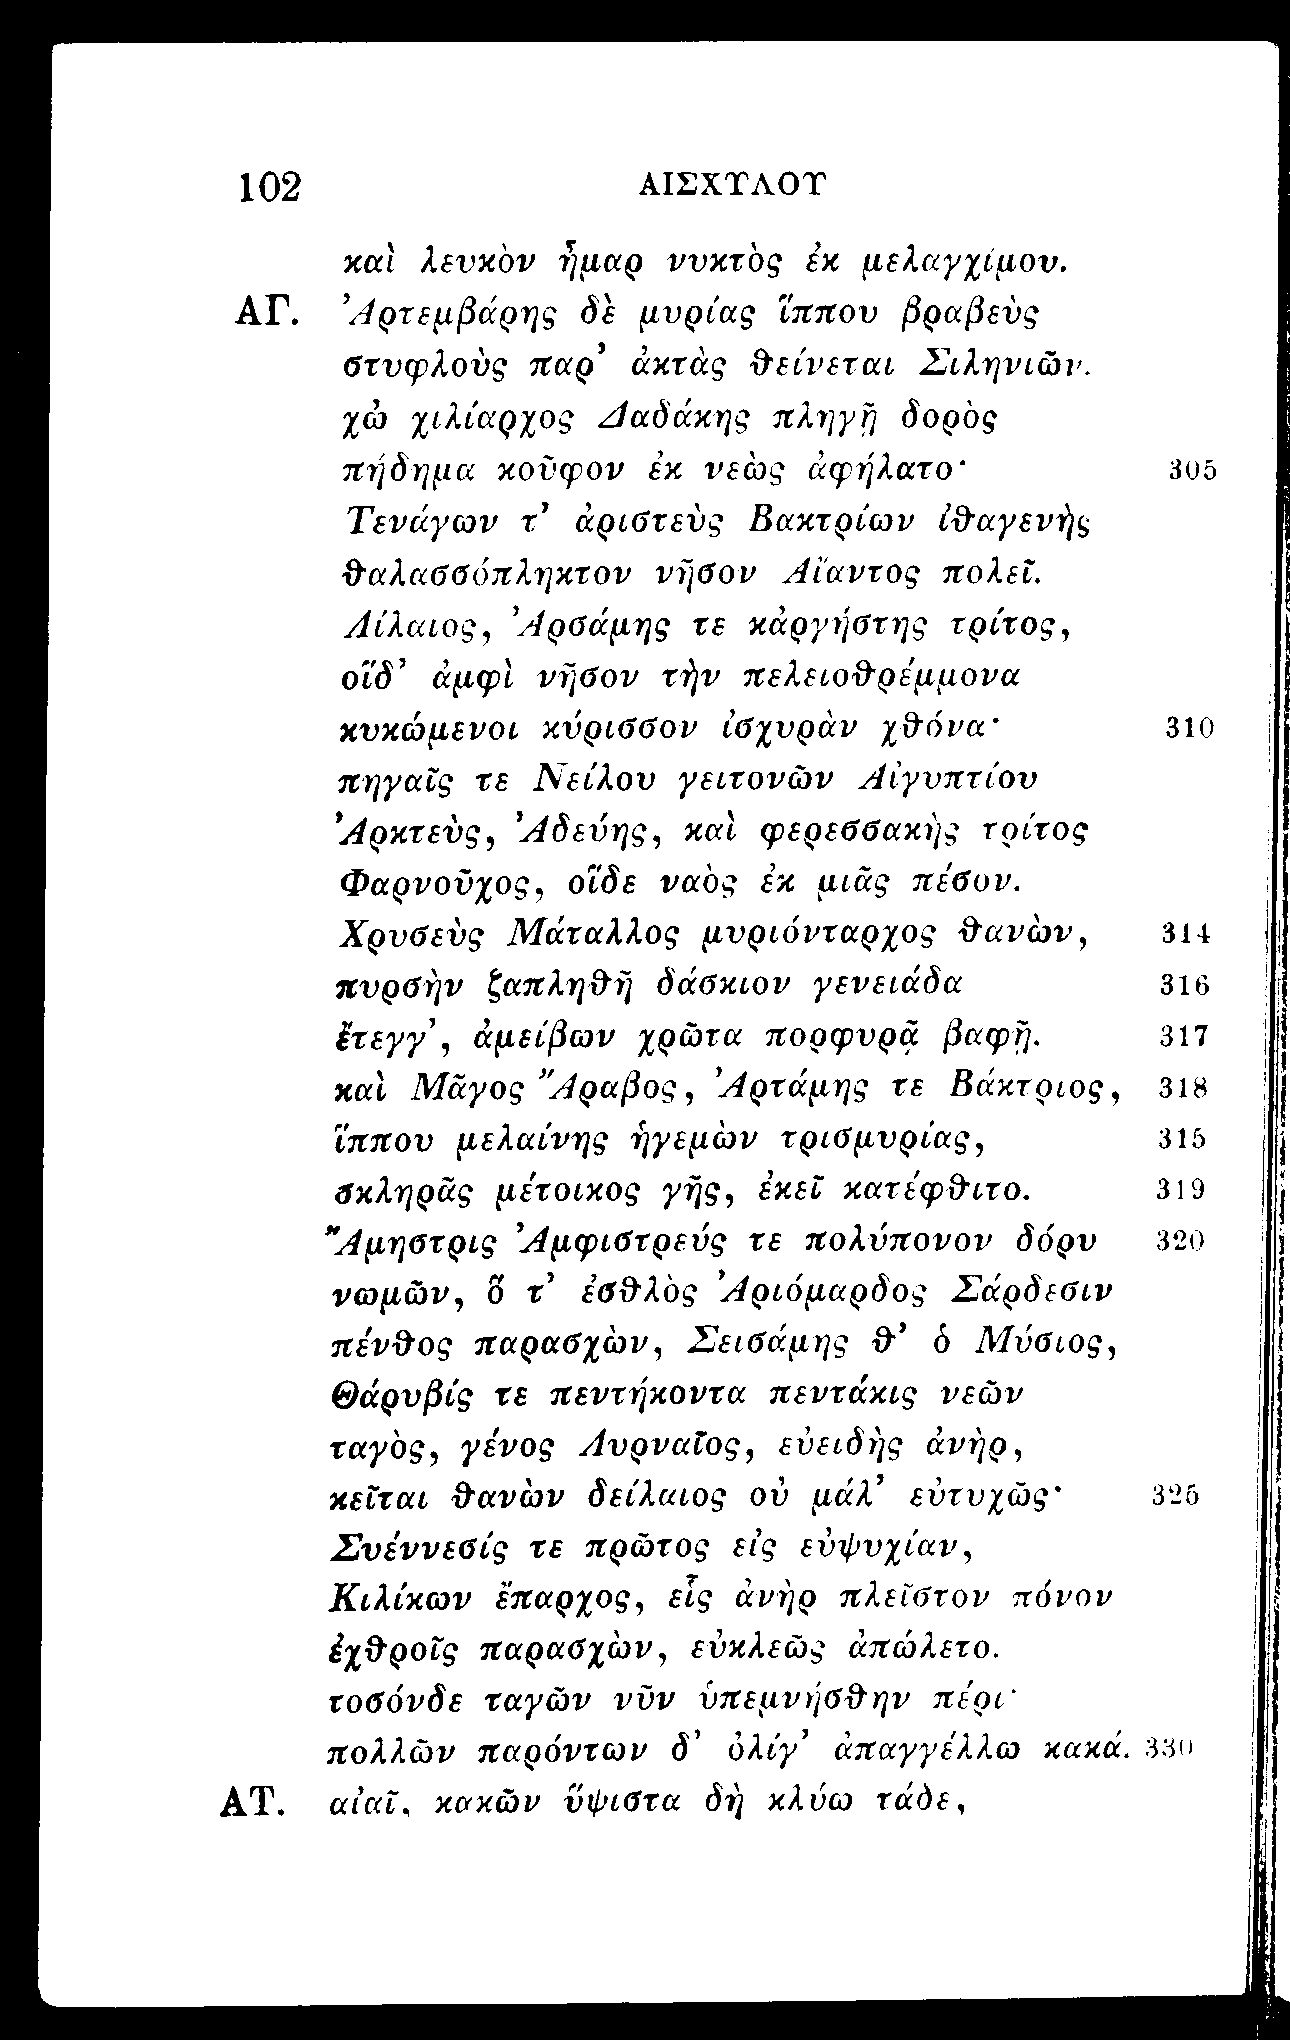 102 ΑΙΣΧΥΛΟΥ
καὶ λευκὸν ἦμαρ νυκτὸς ἐκ μελαγχίμου.
ΑΓ. Ἀρτεμβάρης δὲ μυρίας ἵππου βραβεὺς
στυφλοὺς παρ’ ἀκτὰς θείνεται Σιληνιῶν.
χὠ χιλίαρχος Δαδάκης πληγῇ δορὸς
πήδημα κοῦφον ἐκ νεὼς ἀφήλατο· 305
Τενάγων τ’ ἀριστεὺς Βακτρίων ἰθαγενὴς
θαλασσόπληκτον νῆσον Αἴαντος πολεῖ.
Λίλαιος, Ἀρσάμης τε κἀργήστης τρίτος,
οἵδ’ ἀμφὶ νῆσον τὴν πελειοθρέμμονα
κυκώμενοι κύρισσον ἰσχυρὰν χθόνα· 310
πηγαῖς τε Νείλου γειτονῶν Αἰγυπτίου
Ἀρκτεὺς, Ἀδεύης, καὶ φερεσσακὴς τρίτος
Φαρνοῦχος, οἵδε ναὸς ἐκ μιᾶς πέσον.
Χρυσεὺς Μάταλλος μυριόνταρχος θανὼν, 314
πυρσὴν ζαπληθῆ δάσκιον γενειάδα 316
ἔτεγγ’, ἀμείβων χρῶτα πορφυρᾷ βαφῇ. 317
καὶ Μᾶγος Ἄραβος, Ἀρτάμης τε Βάκτριος, 318
ἵππου μελαίνης ἡγεμὼν τρισμυρίας, 315
σκληρᾶς μέτοικος γῆς, ἐκεῖ κατέφθιτο. 319
Ἄμηστρις Ἀμφιστρεύς τε πολύπονον δόρυ 320
νωμῶν, ὅ τ’ ἐσθλὸς Ἀριόμαρδος Σάρδεσιν
πένθος παρασχὼν, Σεισάμης θ’ ὁ Μύσιος,
Θάρυβίς τε πεντήκοντα πεντάκις νεῶν
ταγὸς, γένος Λυρναῖος, εὐειδὴς ἀνὴρ,
κεῖται θανὼν δείλαιος οὐ μάλ’ εὐτυχῶς· 325
Συέννεσίς τε πρῶτος εἰς εὐψυχίαν,
Κιλίκων ἔπαρχος, εἷς ἀνὴρ πλεῖστον πόνον
ἐχθροῖς παρασχὼν, εὐκλεῶς ἀπώλετο.
τοσόνδε ταγῶν νῦν ὑπεμνήσθην πέρι·
πολλῶν παρόντων δ’ ὀλίγ’ ἀπαγγέλλω κακά. 330
ΑΤ. αἰαῖ, κακῶν ὕψιστα δὴ κλύω τάδε,